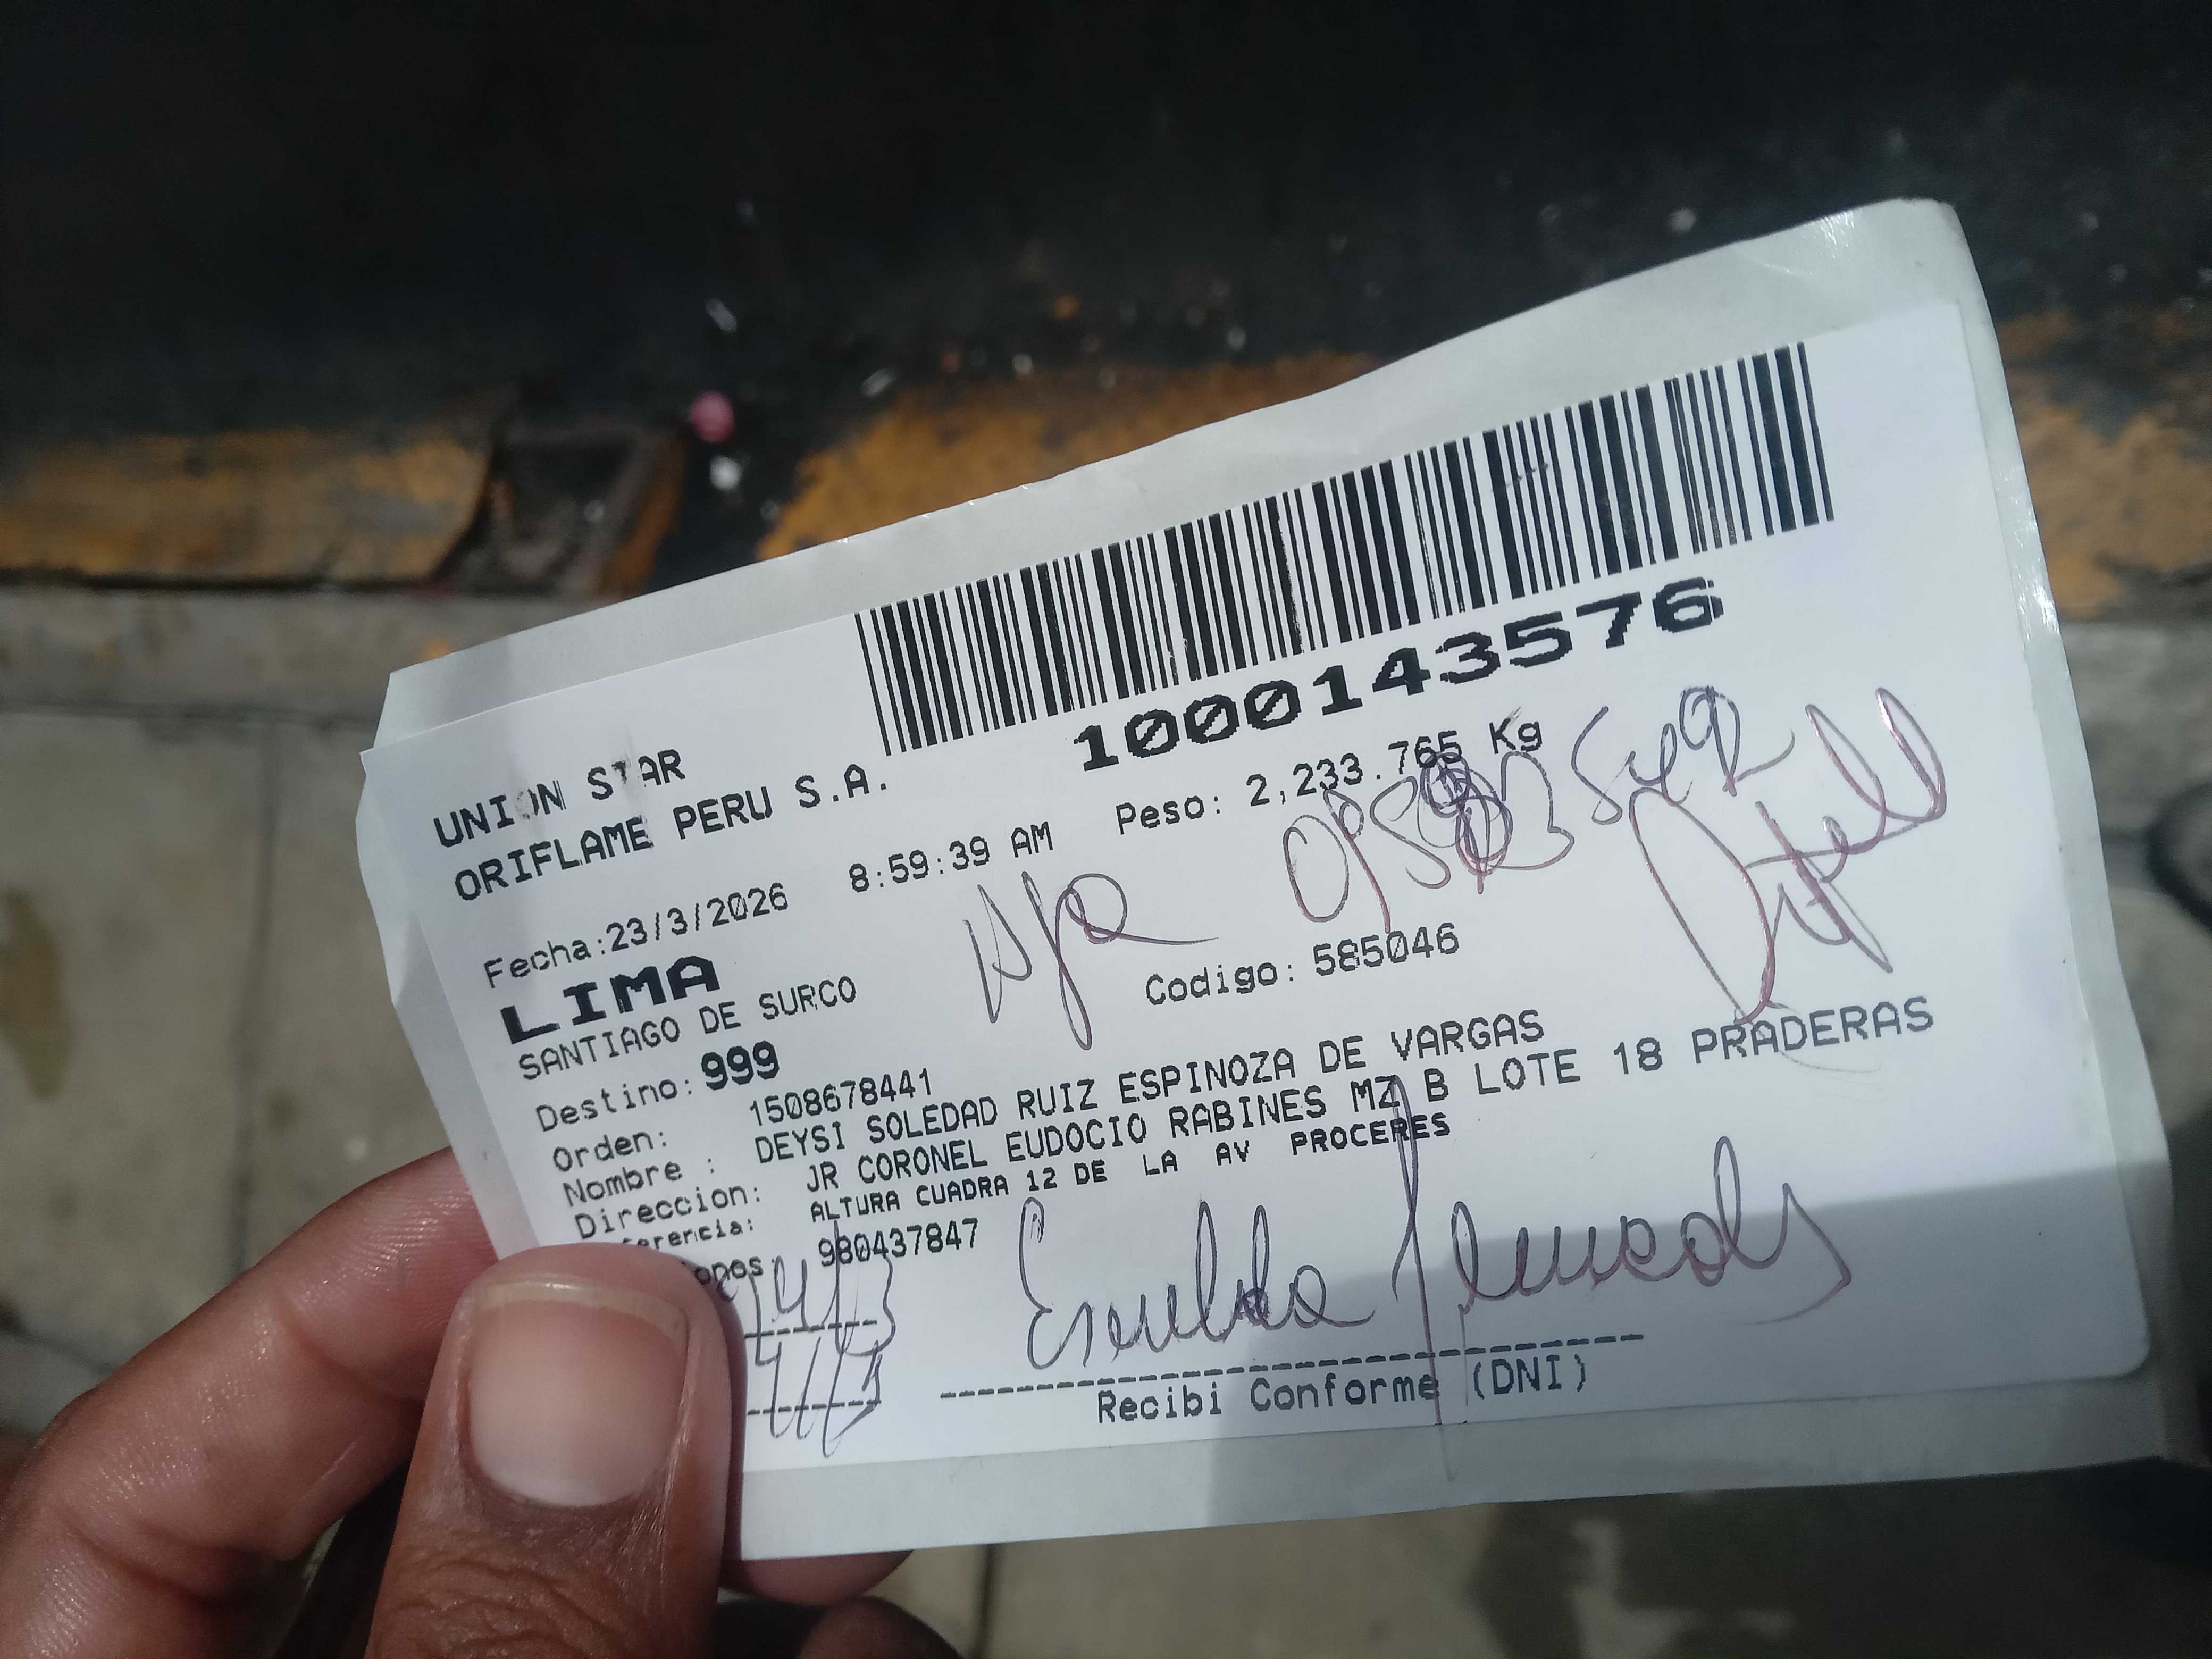 1000143576
UNION STAR
ORIFLAME PERU S.A.
Fecha:23/3/2026 8:59:39 AM Peso: 2,233.765 Kg
LIMA
SANTIAGO DE SURCO Codigo: 585046
Destino: 999
Orden: 1508678441
Nombre : DEYSI SOLEDAD RUIZ ESPINOZA DE VARGAS
Direccion: JR CORONEL EUDOCIO RABINES MZ B LOTE 18 PRADERAS
erencia: ALTURA CUADRA 12 DE LA AV PROCERES
onos: 980437847
Recibi Conforme (DNI)